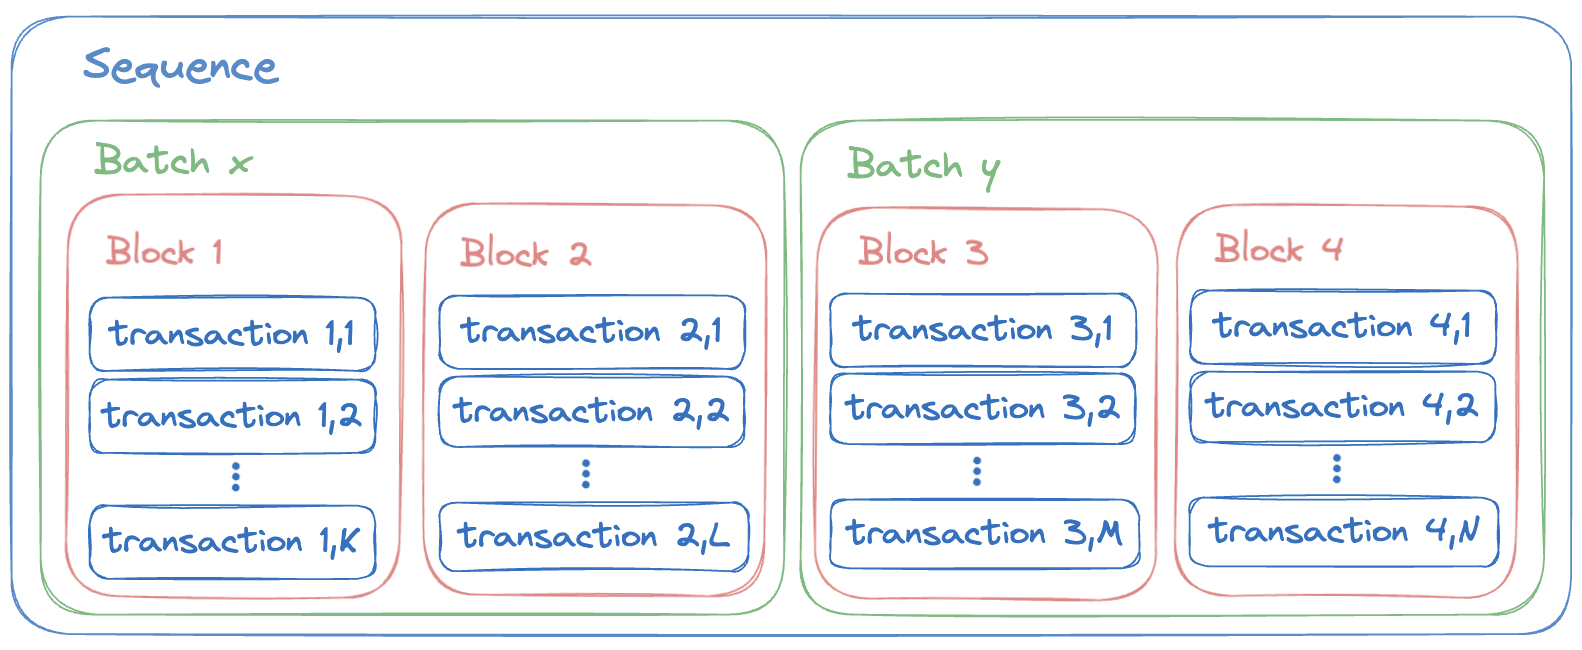 Sequence
Batch x
Block 1
transaction 1,1
transaction 1,2
transaction 1,K
Block 2
transaction 2,1
transaction 2,2
transaction 2,L
Batch y
Block 3
transaction 3,1
transaction 3,2
transaction 3,M
Block 4
transaction 4,1
transaction 4,2
transaction 4,N